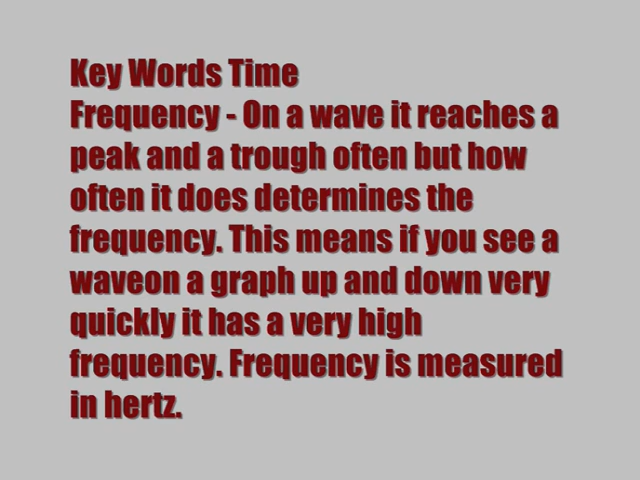 Key Words Time
Frequency - On a wave it reaches a
peak and a trough often but how
often it does determines the
frequency. This means if you see a
waveon a graph up and down very
quickly it has a very high
frequency. Frequency is measured
in hertz.